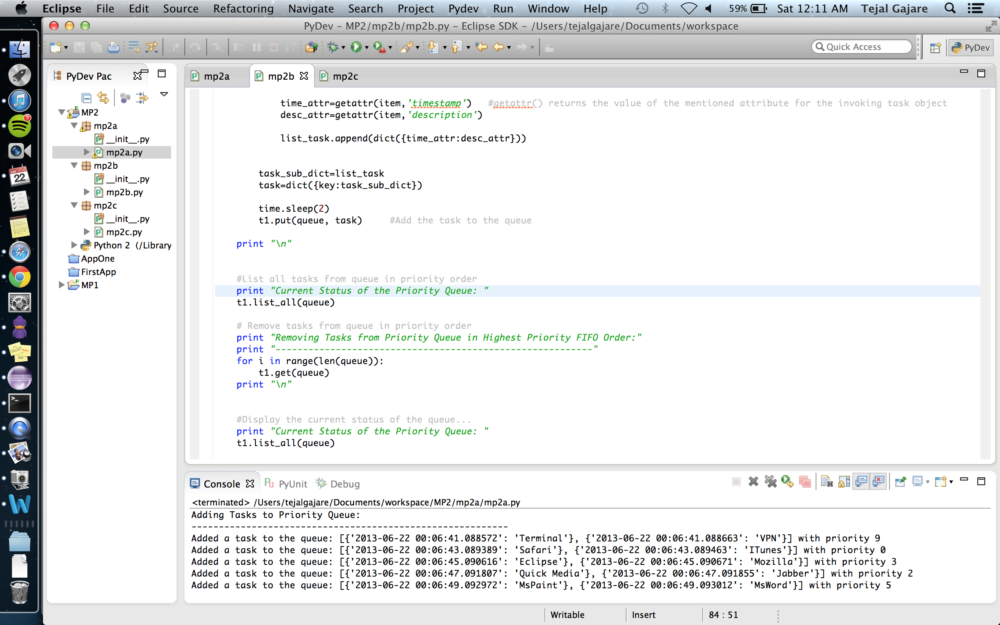 Eclipse File Edit Source Refactoring Navigate Search Project Pydev Run Window Help 59% Sat 12:11 AM Tejal Gajare
PyDev – MP2/mp2b/mp2b.py – Eclipse SDK – /Users/tejalgajare/Documents/workspace
Quick Access PyDev
PyDev Pac
MP2
mp2a
__init__.py
mp2a.py
mp2b
__init__.py
mp2b.py
mp2c
__init__.py
mp2c.py
Python 2 (/Library
AppOne
FirstApp
MP1
3
JUN
22
mp2a mp2b mp2c
time_attr=getattr(item,'timestamp') #getattr() returns the value of the mentioned attribute for the invoking task object
desc_attr=getattr(item,'description')
list_task.append(dict({time_attr:desc_attr}))
task_sub_dict=list_task
task=dict({key:task_sub_dict})
time.sleep(2)
t1.put(queue, task) #Add the task to the queue
print "\n"
#List all tasks from queue in priority order
print "Current Status of the Priority Queue: "
t1.list_all(queue)
# Remove tasks from queue in priority order
print "Removing Tasks from Priority Queue in Highest Priority FIFO Order:"
print "----------------------------------------------------------"
for i in range(len(queue)):
t1.get(queue)
print "\n"
#Display the current status of the queue...
print "Current Status of the Priority Queue: "
t1.list_all(queue)
Console PyUnit Debug
<terminated> /Users/tejalgajare/Documents/workspace/MP2/mp2a/mp2a.py
Adding Tasks to Priority Queue:
----------------------------------------------------------
Added a task to the queue: [{'2013-06-22 00:06:41.088572': 'Terminal'}, {'2013-06-22 00:06:41.088663': 'VPN'}] with priority 9
Added a task to the queue: [{'2013-06-22 00:06:43.089389': 'Safari'}, {'2013-06-22 00:06:43.089463': 'ITunes'}] with priority 0
Added a task to the queue: [{'2013-06-22 00:06:45.090616': 'Eclipse'}, {'2013-06-22 00:06:45.090671': 'Mozilla'}] with priority 3
Added a task to the queue: [{'2013-06-22 00:06:47.091807': 'Quick Media'}, {'2013-06-22 00:06:47.091855': 'Jabber'}] with priority 2
Added a task to the queue: [{'2013-06-22 00:06:49.092972': 'MsPaint'}, {'2013-06-22 00:06:49.093012': 'MsWord'}] with priority 5
Writable Insert 84 : 51